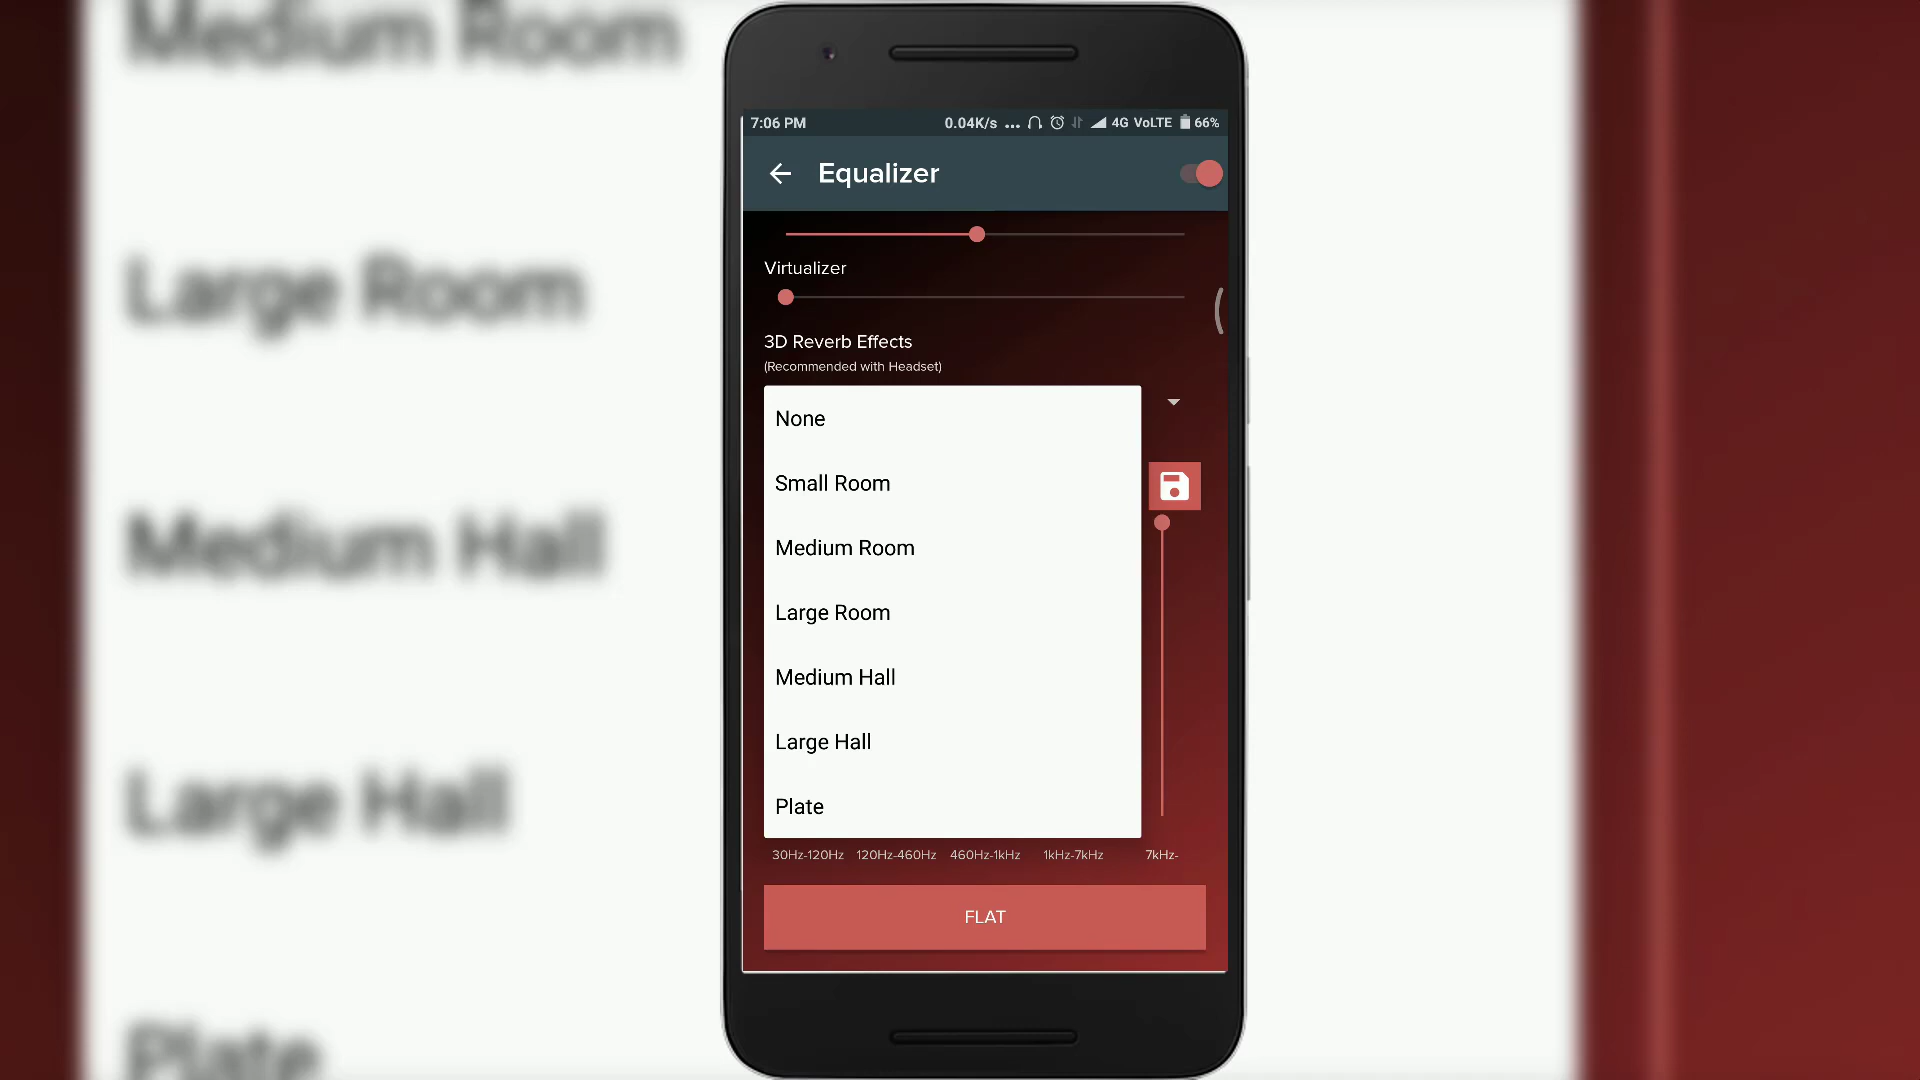 Medium Room
Large Room
Medium Hall
Large Hall
Plate
7:06 PM
0.04K/s ... 4G VoLTE 66%
Equalizer
Virtualizer
3D Reverb Effects
(Recommended with Headset)
None
Small Room
Medium Room
Large Room
Medium Hall
Large Hall
Plate
30Hz-120Hz 120Hz-460Hz 460Hz-1kHz 1kHz-7kHz 7kHz-
FLAT